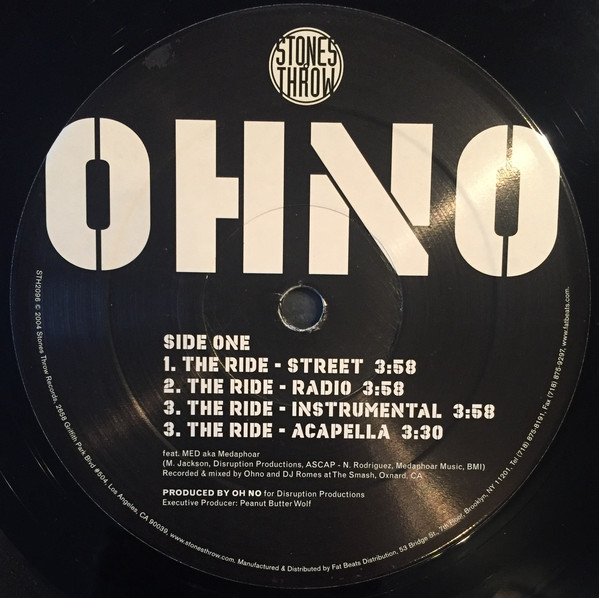 STONES
THROW
OHNO
SIDE ONE
1. THE RIDE - STREET 3:58
2. THE RIDE - RADIO 3:58
3. THE RIDE - INSTRUMENTAL 3:58
3. THE RIDE - ACAPELLA 3:30
feat. MED aka Medaphoar
(M. Jackson, Disruption Productions, ASCAP - N. Rodriguez, Medaphoar Music, BMI)
Recorded & mixed by Ohno and DJ Romes at The Smash, Oxnard, CA
PRODUCED BY OH NO for Disruption Productions
Executive Producer: Peanut Butter Wolf
STH2096 © 2004 Stones Throw Records, 2658 Griffith Park Blvd #504, Los Angeles, CA 90039. www.stonesthrow.com. Manufactured & Distributed by Fat Beats Distribution, 53 Bridge St., 7th Floor, Brooklyn, NY 11201, tel (718) 875-8191, Fax (718) 875-9297, www.fatbeats.com.